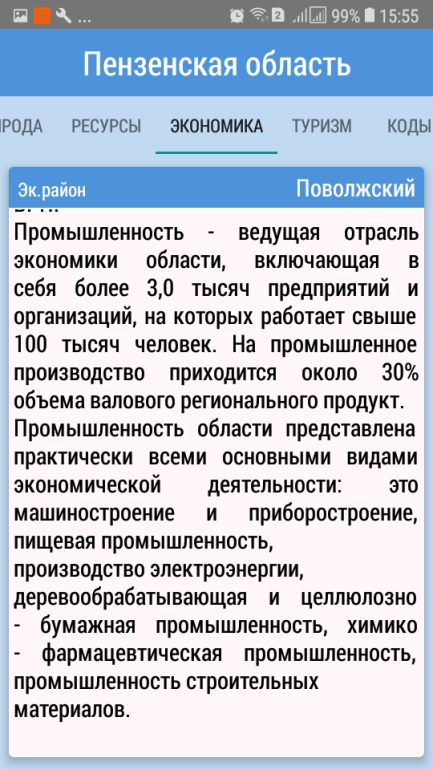 2 99% 15:55
Пензенская область
РОДА РЕСУРСЫ ЭКОНОМИКА ТУРИЗМ КОДЫ
Эк.район Поволжский
Промышленность - ведущая отрасль
экономики области, включающая в
себя более 3,0 тысяч предприятий и
организаций, на которых работает свыше
100 тысяч человек. На промышленное
производство приходится около 30%
объема валового регионального продукт.
Промышленность области представлена
практически всеми основными видами
экономической деятельности: это
машиностроение и приборостроение,
пищевая промышленность,
производство электроэнергии,
деревообрабатывающая и целлюлозно
- бумажная промышленность, химико
- фармацевтическая промышленность,
промышленность строительных
материалов.